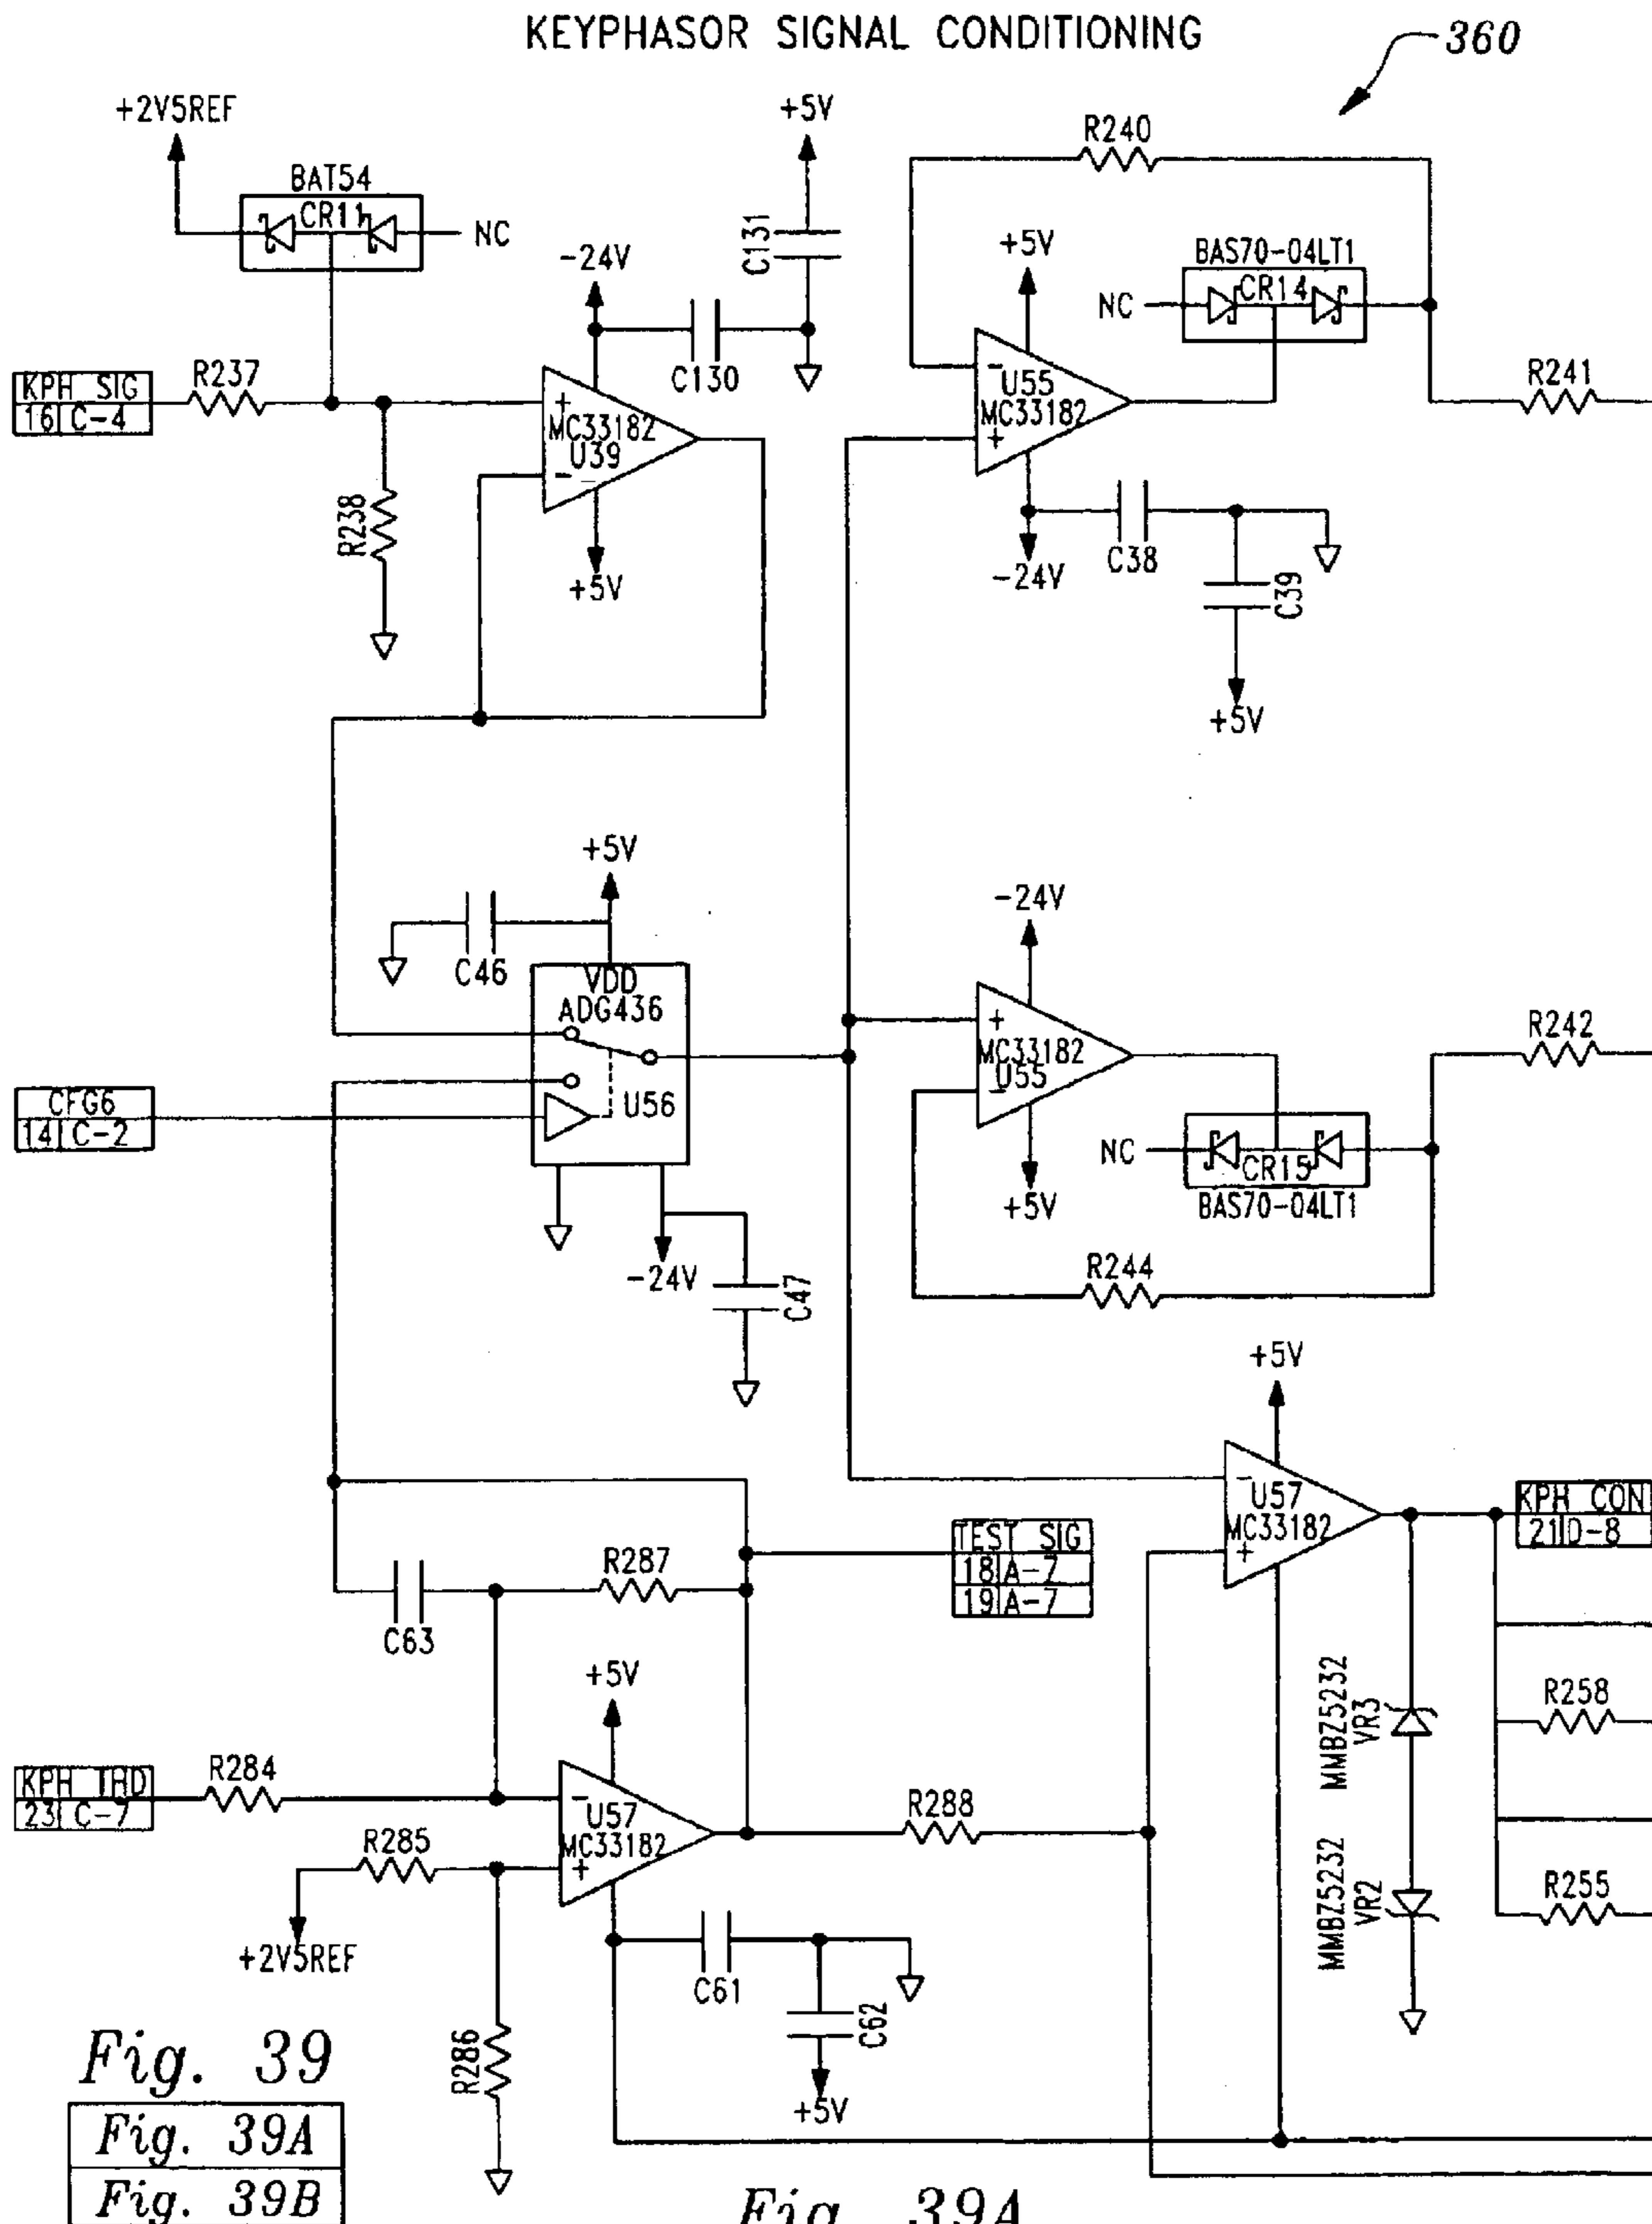 KEYPHASOR SIGNAL CONDITIONING
360
+2V5REF
BAT54
CR11
NC
-24V
+5V
C131
C130
KPH SIG
16 C-4
R237
R238
+
MC33182
U39
-
+5V
R240
+5V
BAS70-04LT1
NC
CR14
-
U55
MC33182
+
R241
-24V
C38
C39
+5V
+5V
C46
VDD
ADG436
U56
CFG6
14 C-2
-24V
C47
-24V
+
MC33182
U55
-
+5V
NC
CR15
BAS70-04LT1
R242
R244
+5V
-
U57
MC33182
+
KPH CON
21 D-8
TEST SIG
18 A-7
19 A-7
R287
C63
KPH THD
23 C-7
R284
+5V
-
U57
MC33182
+
R285
+2V5REF
R286
R288
C61
C62
+5V
MMBZ5232
VR3
MMBZ5232
VR2
R258
R255
Fig. 39
Fig. 39A
Fig. 39B
Fig. 39A